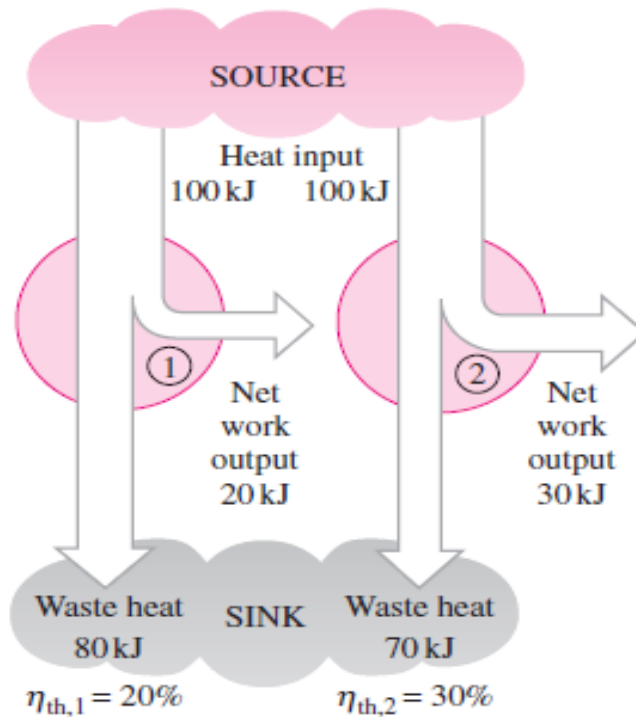 SOURCE
Heat input
100 kJ 100 kJ
1
Net
work
output
20 kJ
2
Net
work
output
30 kJ
Waste heat
80 kJ
SINK
Waste heat
70 kJ
ηth,1 = 20%
ηth,2 = 30%